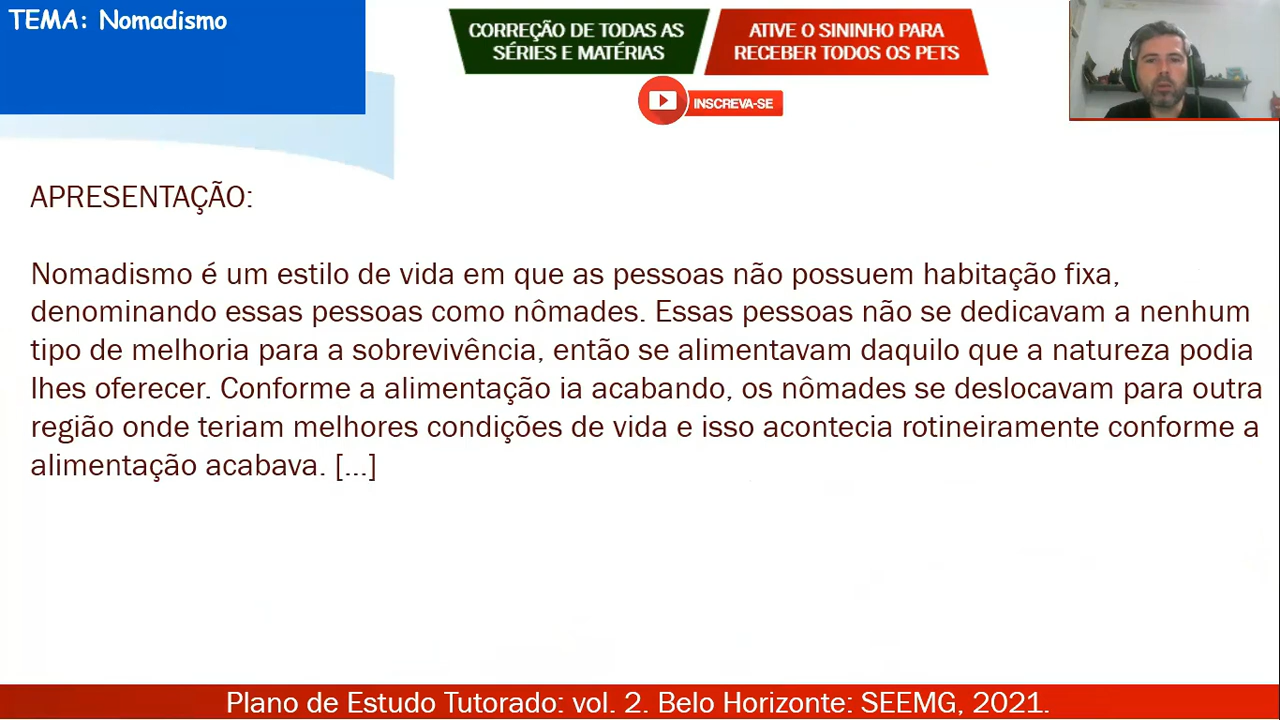 TEMA: Nomadismo
CORREÇÃO DE TODAS AS
SÉRIES E MATÉRIAS
ATIVE O SININHO PARA
RECEBER TODOS OS PETS
INSCREVA-SE
APRESENTAÇÃO:
Nomadismo é um estilo de vida em que as pessoas não possuem habitação fixa,
denominando essas pessoas como nômades. Essas pessoas não se dedicavam a nenhum
tipo de melhoria para a sobrevivência, então se alimentavam daquilo que a natureza podia
lhes oferecer. Conforme a alimentação ia acabando, os nômades se deslocavam para outra
região onde teriam melhores condições de vida e isso acontecia rotineiramente conforme a
alimentação acabava. [...]
Plano de Estudo Tutorado: vol. 2. Belo Horizonte: SEEMG, 2021.